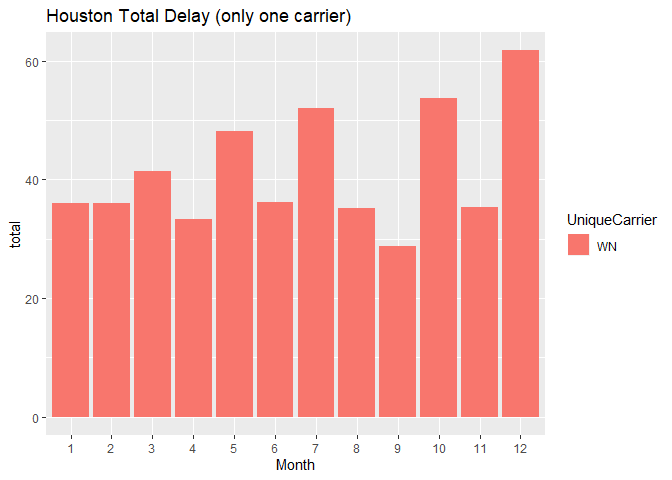 Houston Total Delay (only one carrier)
60
40
20
0
total
1 2 3 4 5 6 7 8 9 10 11 12
Month
UniqueCarrier
WN